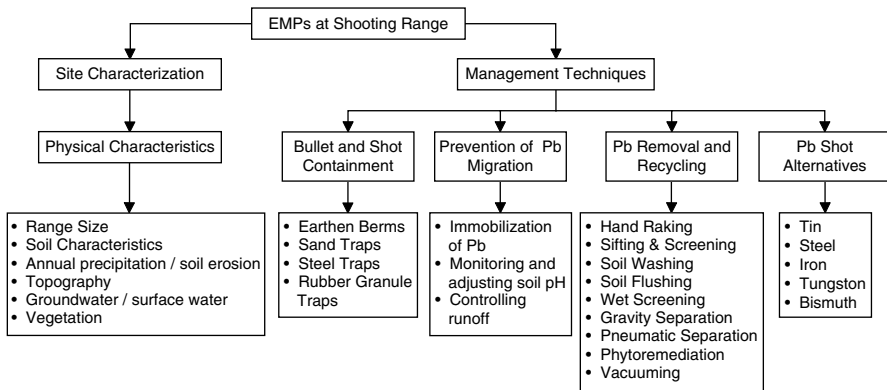 EMPs at Shooting Range
Site Characterization
Management Techniques
Physical Characteristics
Bullet and Shot
Containment
Prevention of Pb
Migration
Pb Removal and
Recycling
Pb Shot
Alternatives
• Range Size
• Soil Characteristics
• Annual precipitation / soil erosion
• Topography
• Groundwater / surface water
• Vegetation
• Earthen Berms
• Sand Traps
• Steel Traps
• Rubber Granule
Traps
• Immobilization
of Pb
• Monitoring and
adjusting soil pH
• Controlling
runoff
• Hand Raking
• Sifting & Screening
• Soil Washing
• Soil Flushing
• Wet Screening
• Gravity Separation
• Pneumatic Separation
• Phytoremediation
• Vacuuming
• Tin
• Steel
• Iron
• Tungston
• Bismuth